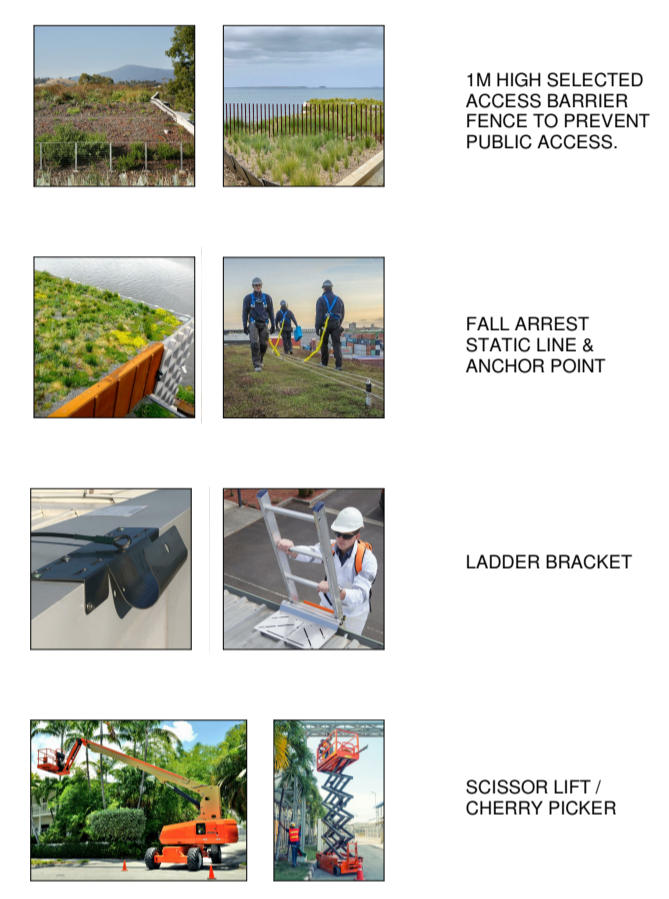 1M HIGH SELECTED
ACCESS BARRIER
FENCE TO PREVENT
PUBLIC ACCESS.
FALL ARREST
STATIC LINE &
ANCHOR POINT
LADDER BRACKET
SCISSOR LIFT /
CHERRY PICKER